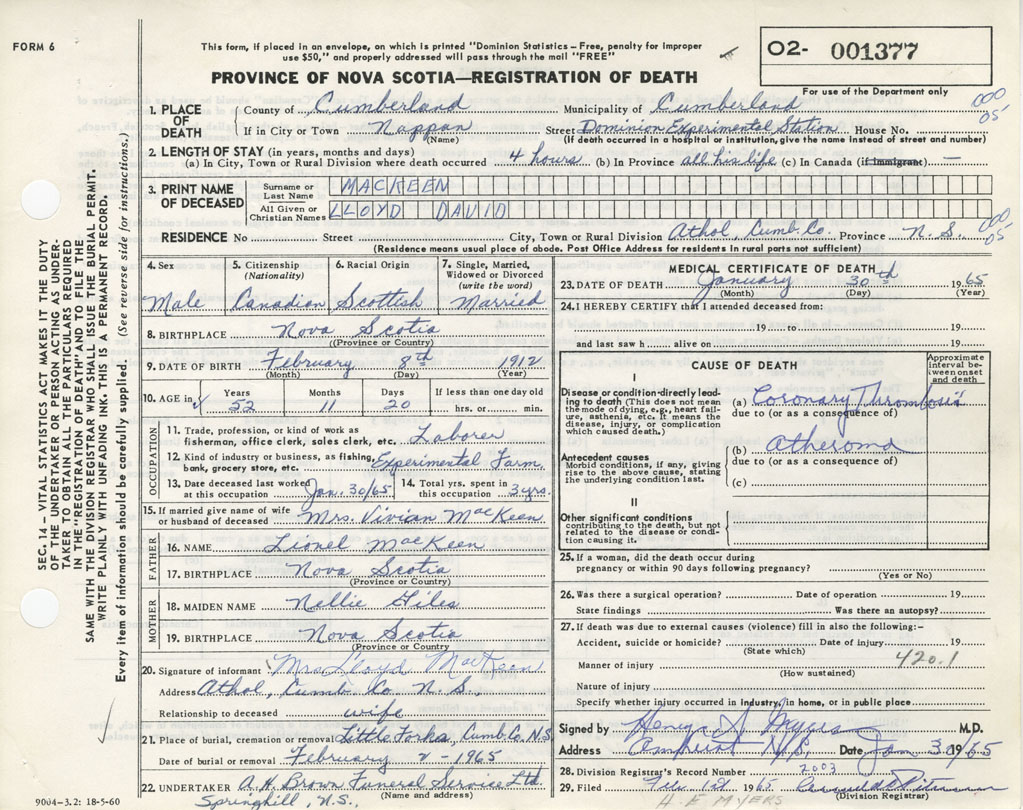 FORM 6
This form, if placed in an envelope, on which is printed "Dominion Statistics – Free, penalty for improper
use $50," and properly addressed will pass through the mail "FREE"
O2- 001377
PROVINCE OF NOVA SCOTIA—REGISTRATION OF DEATH
For use of the Department only
SEC. 14 – VITAL STATISTICS ACT MAKES IT THE DUTY
OF THE UNDERTAKER OR PERSON ACTING AS UNDER-
TAKER TO OBTAIN ALL THE PARTICULARS REQUIRED
IN THE "REGISTRATION OF DEATH" AND TO FILE THE
SAME WITH THE DIVISION REGISTRAR WHO SHALL ISSUE THE BURIAL PERMIT.
WRITE PLAINLY WITH UNFADING INK. THIS IS A PERMANENT RECORD.
Every item of information should be carefully supplied. (See reverse side for instructions.)
1. PLACE OF DEATH County of Cumberland Municipality of Cumberland 000 05
If in City or Town Nappan Street Dominion Experimental Station House No.
(Name) (If death occurred in a hospital or institution, give the name instead of street and number)
2. LENGTH OF STAY (in years, months and days)
(a) In City, Town or Rural Division where death occurred 4 hours (b) In Province all his life (c) In Canada (if immigrant) —
3. PRINT NAME OF DECEASED Surname or Last Name MACKEEN
All Given or Christian Names LLOYD DAVID
RESIDENCE No Street City, Town or Rural Division Athol Cumb. Co. Province N. S. 000 05
(Residence means usual place of abode. Post Office Address for residents in rural parts not sufficient)
4. Sex Male
5. Citizenship (Nationality) Canadian
6. Racial Origin Scottish
7. Single, Married, Widowed or Divorced (write the word) Married
8. BIRTHPLACE Nova Scotia
(Province or Country)
9. DATE OF BIRTH February 8th 1912
(Month) (Day) (Year)
10. AGE in Years 52 Months 11 Days 20 If less than one day old hrs. or min.
OCCUPATION
11. Trade, profession, or kind of work as
fisherman, office clerk, sales clerk, etc. Laborer
12. Kind of industry or business, as fishing,
bank, grocery store, etc. Experimental Farm
13. Date deceased last worked at this occupation Jan. 30/65 14. Total yrs. spent in this occupation 3 yrs.
15. If married give name of wife
or husband of deceased Mrs. Vivian MacKeen
FATHER
16. NAME Lionel MacKeen
17. BIRTHPLACE Nova Scotia
(Province or Country)
MOTHER
18. MAIDEN NAME Nellie Giles
19. BIRTHPLACE Nova Scotia
(Province or Country
20. Signature of informant Mrs Lloyd MacKeen
Address Athol, Cumb Co N. S.
Relationship to deceased wife
21. Place of burial, cremation or removal Little Forks Cumb Co, N.S
Date of burial or removal February 2 - 1965
22. UNDERTAKER A. H. Brown Funeral Service Ltd.
(Name and address)
Springhill, N.S.,
9004-3.2: 18-5-60
MEDICAL CERTIFICATE OF DEATH
23. DATE OF DEATH January 30th 1965
(Month) (Day) (Year)
24. I HEREBY CERTIFY that I attended deceased from:
19 to 19
and last saw h alive on 19
CAUSE OF DEATH
Approximate interval between onset and death
I
Disease or condition directly leading to death (This does not mean the mode of dying, e.g., heart failure, asthenia, etc. It means the disease, injury, or complication which caused death.)
(a) Coronary Thrombosis
due to (or as a consequence of)
Antecedent causes
Morbid conditions, if any, giving rise to the above cause, stating the underlying condition last.
(b) Atheroma
due to (or as a consequence of)
(c)
II
Other significant conditions
contributing to the death, but not related to the disease or condition causing it.
25. If a woman, did the death occur during
pregnancy or within 90 days following pregnancy?
(Yes or No)
26. Was there a surgical operation? Date of operation 19
State findings Was there an autopsy?
27. If death was due to external causes (violence) fill in also the following:–
Accident, suicide or homicide? Date of injury 19
(State which)
420.1
Manner of injury
(How sustained)
Nature of injury
Specify whether injury occurred in industry, in home, or in public place
Signed by Henry S Myers M.D.
Address Amherst N.S. Date Jan 30 1965
28. Division Registrar's Record Number 2003
29. Filed Feb 1st 1965
(Division Registrar)
H E MYERS